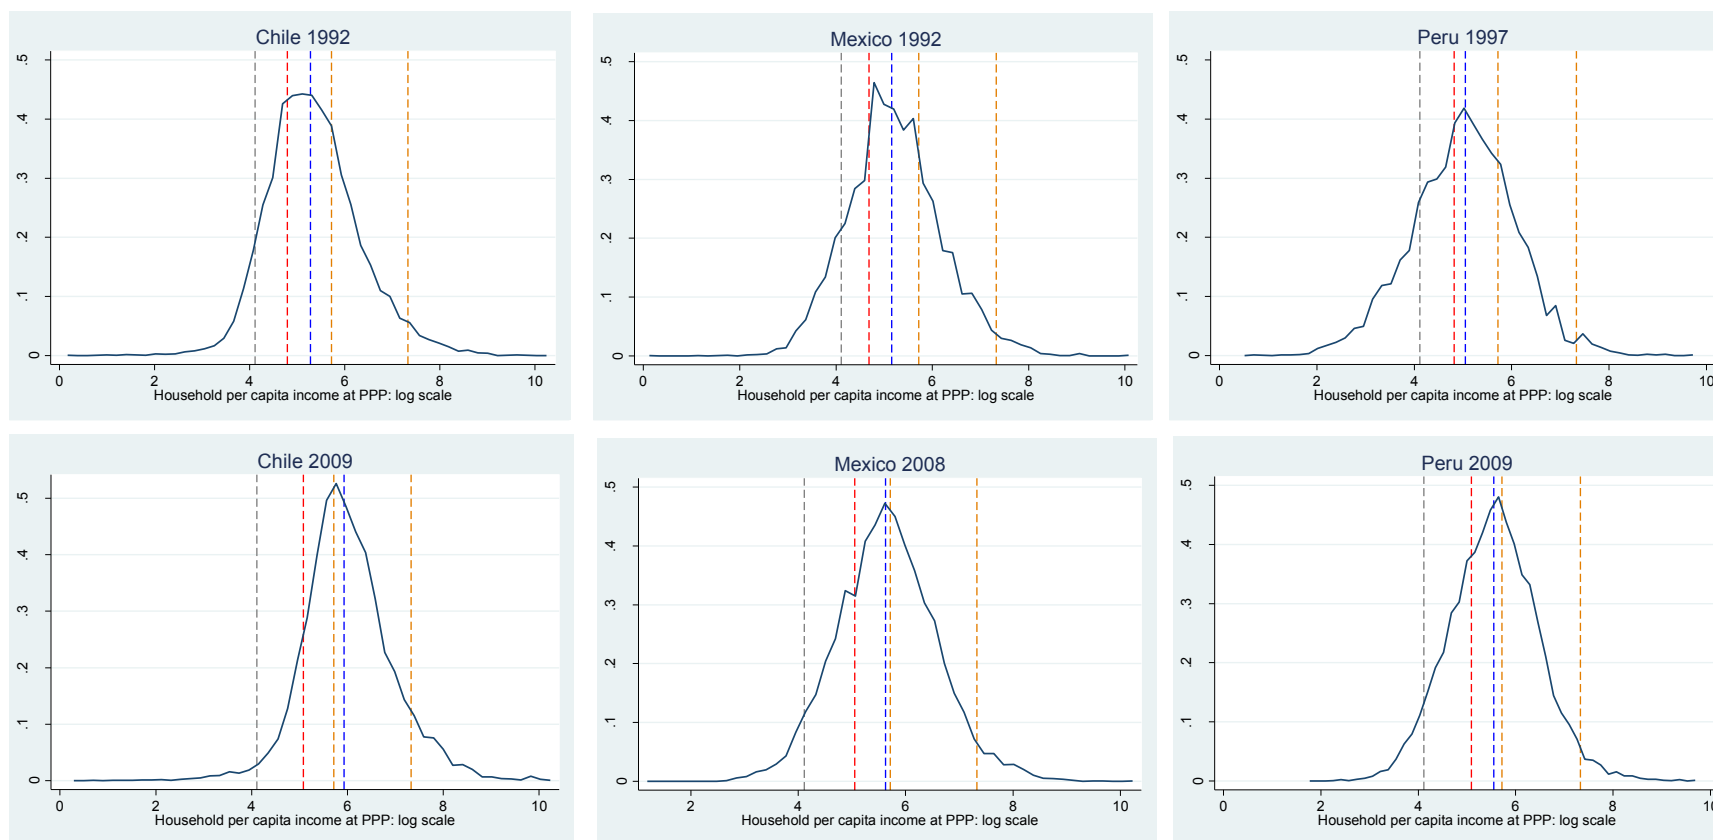 Chile 1992
.5
.4
.3
.2
.1
0
0 2 4 6 8 10
Household per capita income at PPP: log scale
Mexico 1992
.5
.4
.3
.2
.1
0
0 2 4 6 8 10
Household per capita income at PPP: log scale
Peru 1997
.5
.4
.3
.2
.1
0
0 2 4 6 8 10
Household per capita income at PPP: log scale
Chile 2009
.5
.4
.3
.2
.1
0
0 2 4 6 8 10
Household per capita income at PPP: log scale
Mexico 2008
.5
.4
.3
.2
.1
0
2 4 6 8 10
Household per capita income at PPP: log scale
Peru 2009
.5
.4
.3
.2
.1
0
0 2 4 6 8 10
Household per capita income at PPP: log scale